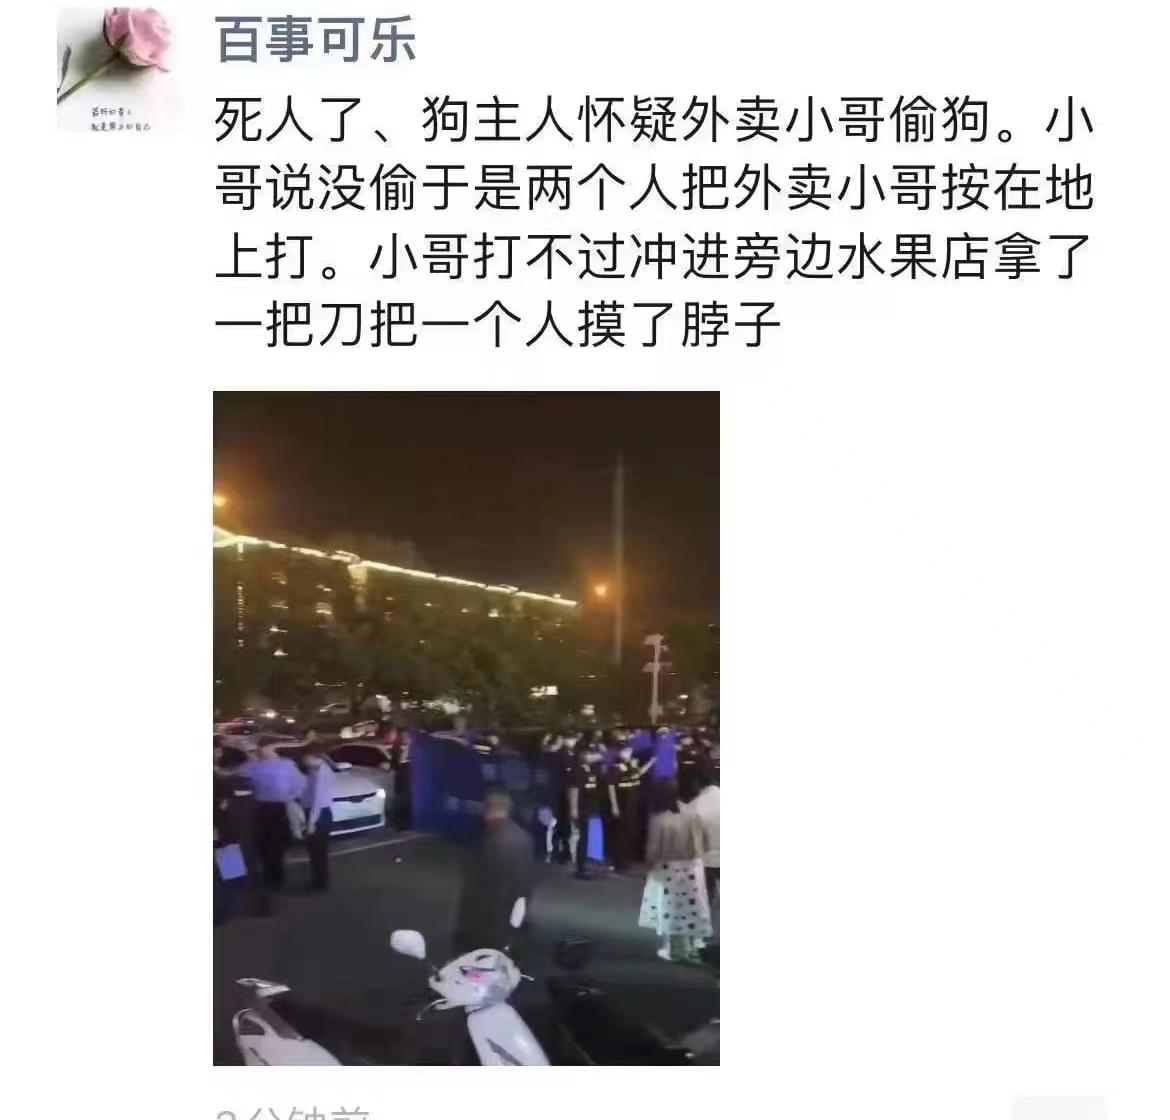 百事可乐
死人了、狗主人怀疑外卖小哥偷狗。小
哥说没偷于是两个人把外卖小哥按在地
上打。小哥打不过冲进旁边水果店拿了
一把刀把一个人摸了脖子
分钟前